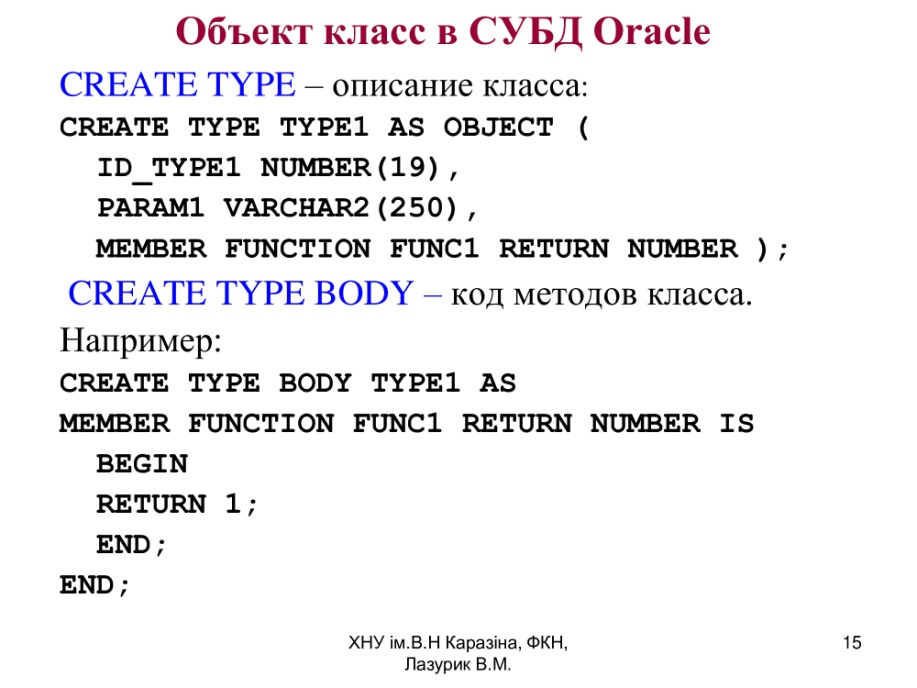 Объект класс в СУБД Oracle
CREATE TYPE – описание класса:
CREATE TYPE TYPE1 AS OBJECT (
ID_TYPE1 NUMBER(19),
PARAM1 VARCHAR2(250),
MEMBER FUNCTION FUNC1 RETURN NUMBER );
CREATE TYPE BODY – код методов класса.
Например:
CREATE TYPE BODY TYPE1 AS
MEMBER FUNCTION FUNC1 RETURN NUMBER IS
BEGIN
RETURN 1;
END;
END;
ХНУ ім.В.Н Каразіна, ФКН,
Лазурик В.М.
15